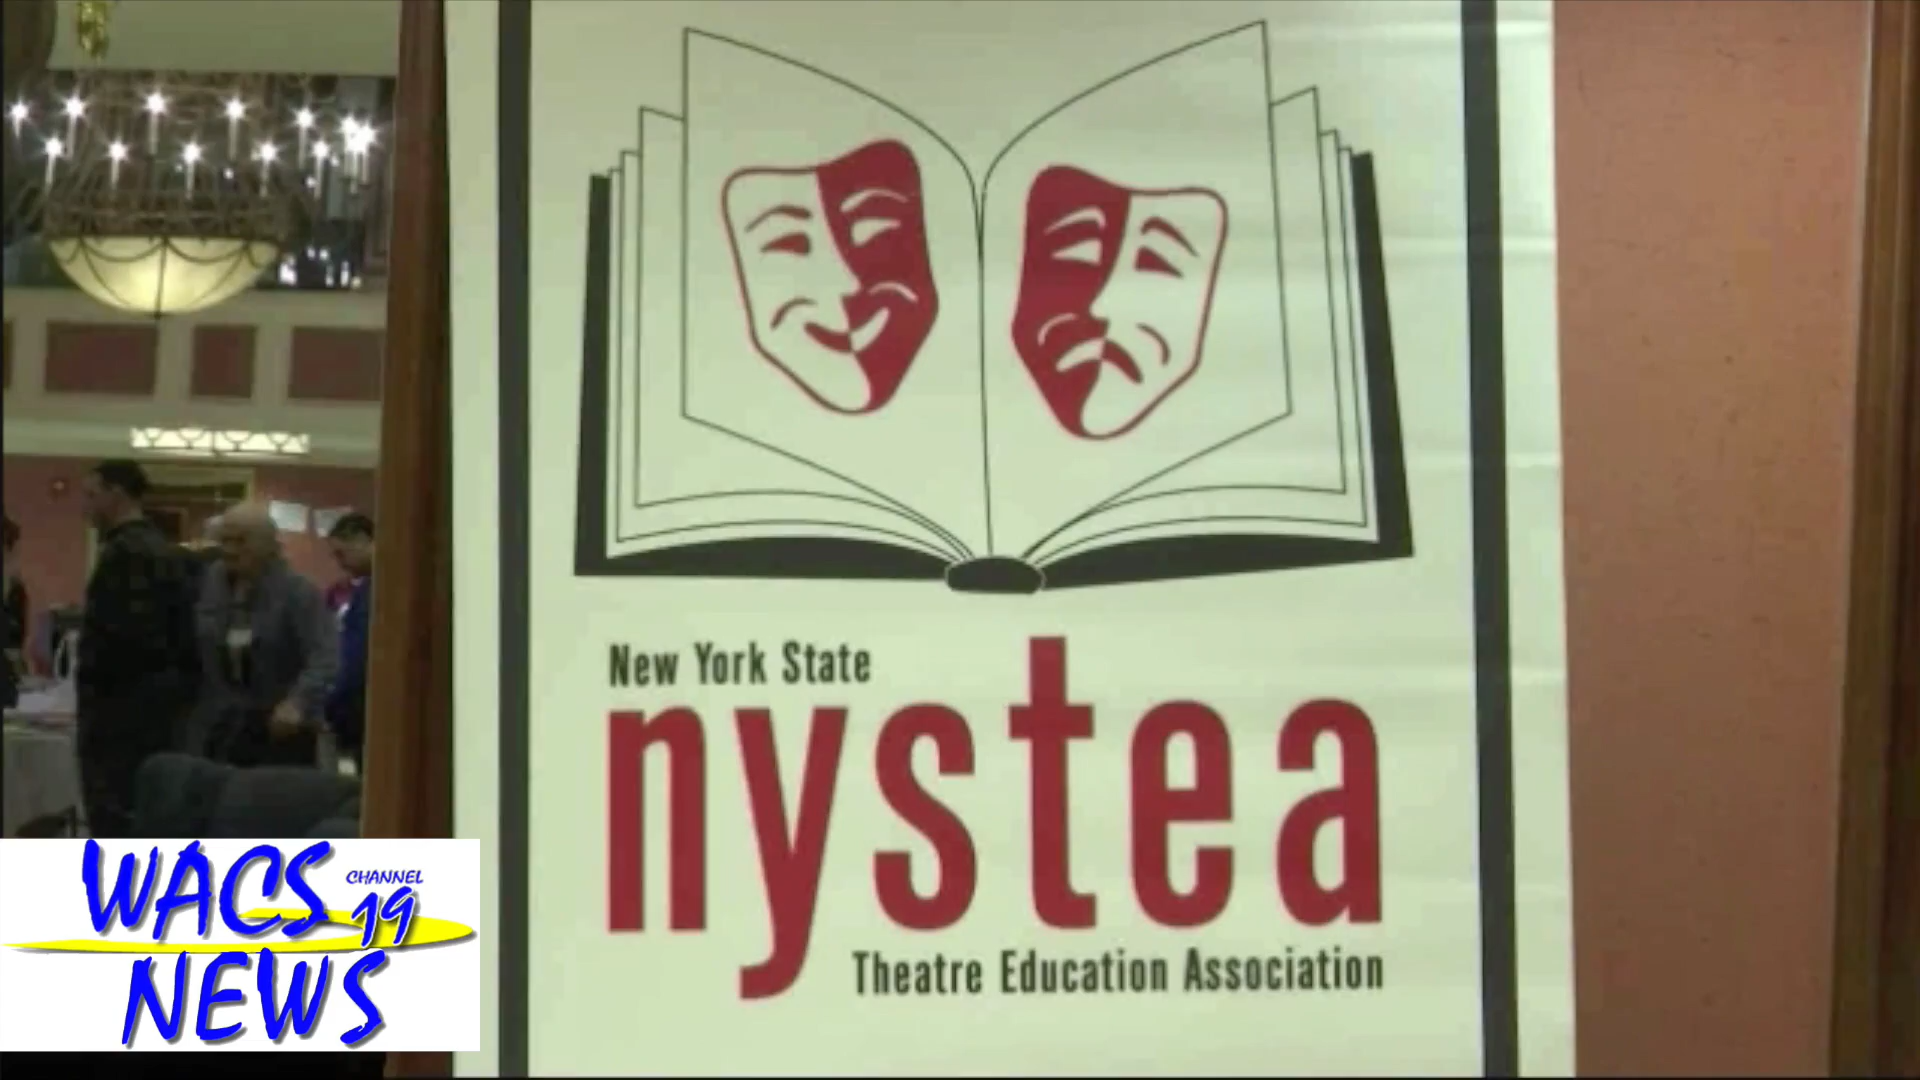 New York State
nystea
Theatre Education Association
WACS CHANNEL
19
NEWS